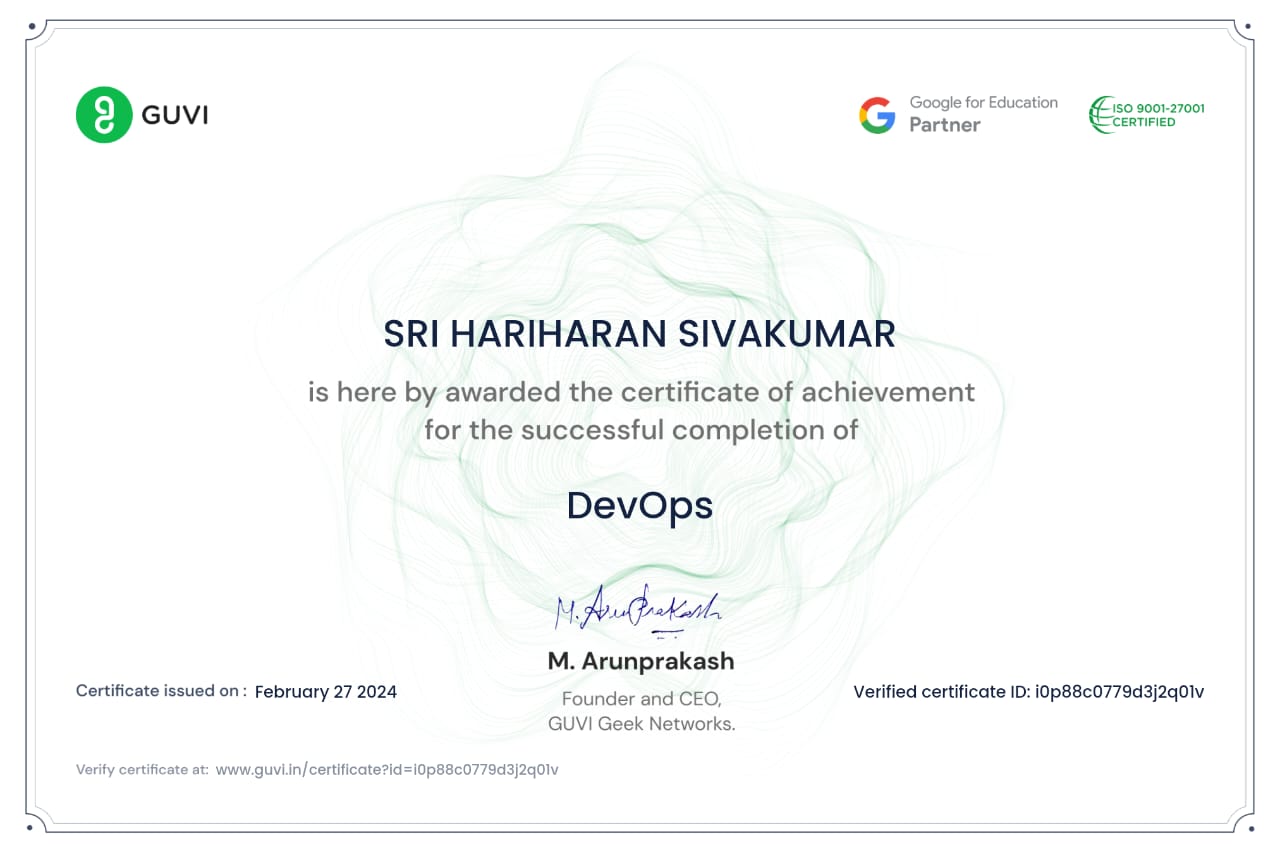 GUVI
Google for Education
Partner
ISO 9001-27001
CERTIFIED
SRI HARIHARAN SIVAKUMAR
is here by awarded the certificate of achievement
for the successful completion of
DevOps
M. Arunprakash
M. Arunprakash
Founder and CEO,
GUVI Geek Networks.
Certificate issued on : February 27 2024
Verified certificate ID: i0p88c0779d3j2q01v
Verify certificate at: www.guvi.in/certificate?id=i0p88c0779d3j2q01v